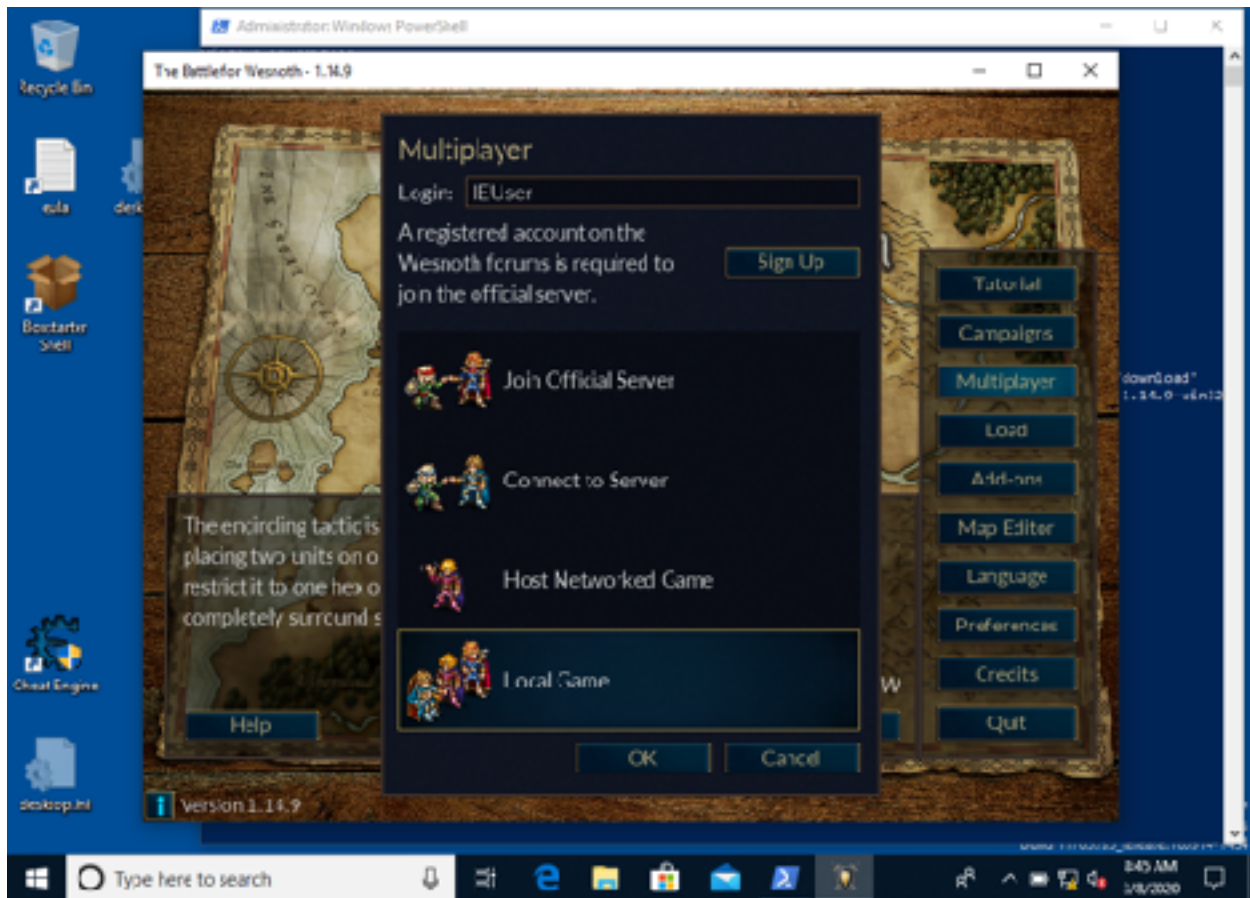 Administrator: Windows PowerShell
The Battle for Wesnoth - 1.14.9
Recycle Bin
eula
Boxstarter
Shell
Cheat Engine
desktop.ini
Multiplayer
Login: IEUser
A registered account on the
Wesnoth forums is required to
join the official server.
Sign Up
Join Official Server
Connect to Server
Host Networked Game
Local Game
OK
Cancel
The encircling tactic is
placing two units on o
restrict it to one hex o
completely surround s
Help
Version 1.14.9
Tutorial
Campaigns
Multiplayer
Load
Add-ons
Map Editor
Language
Preferences
Credits
Quit
download"
Type here to search
8:45 AM